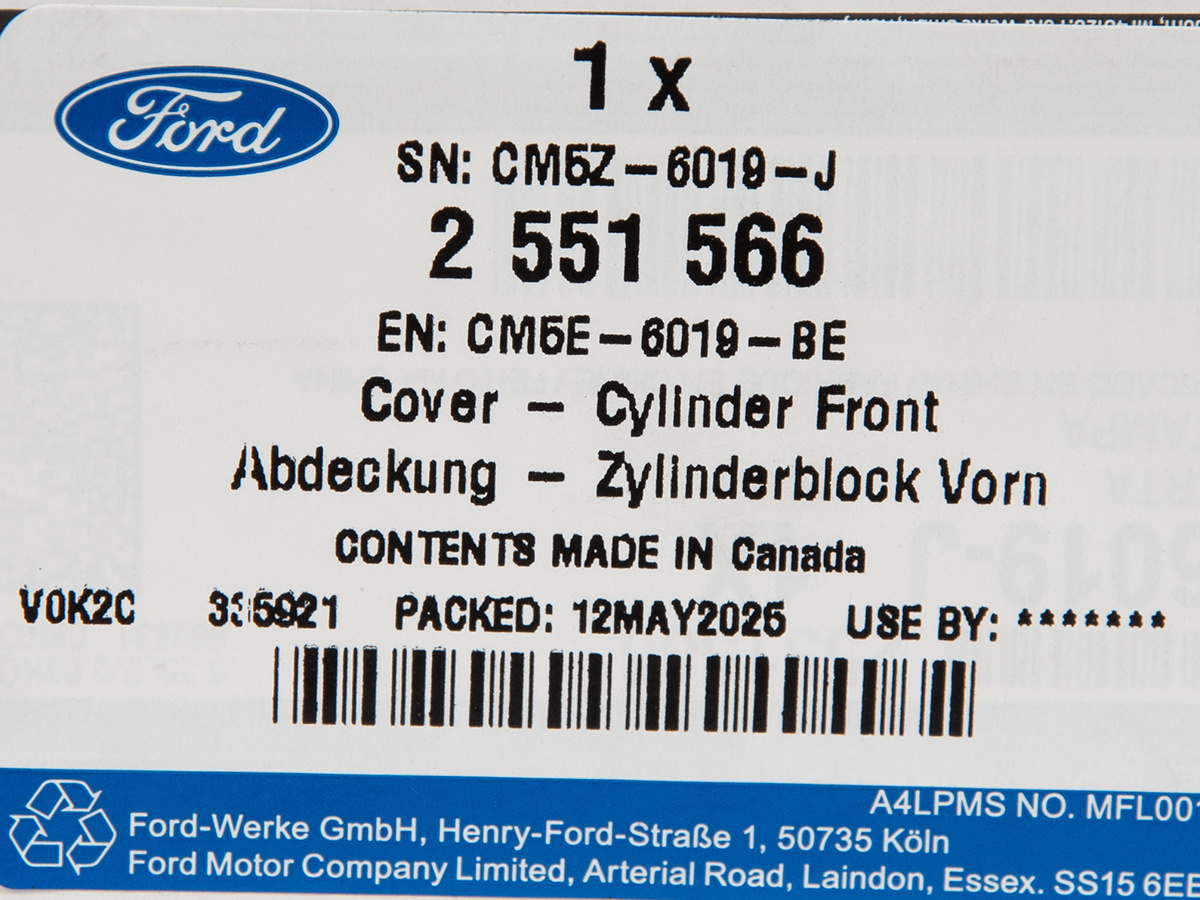 Ford
1 x
SN: CM5Z-6019-J
2 551 566
EN: CM5E-6019-BE
Cover - Cylinder Front
Abdeckung - Zylinderblock Vorn
CONTENTS MADE IN Canada
V0K2C PACKED: 12MAY2025 USE BY: *******
A4LPMS NO. MFL001
Ford-Werke GmbH, Henry-Ford-Straße 1, 50735 Köln
Ford Motor Company Limited, Arterial Road, Laindon, Essex. SS15 6EE